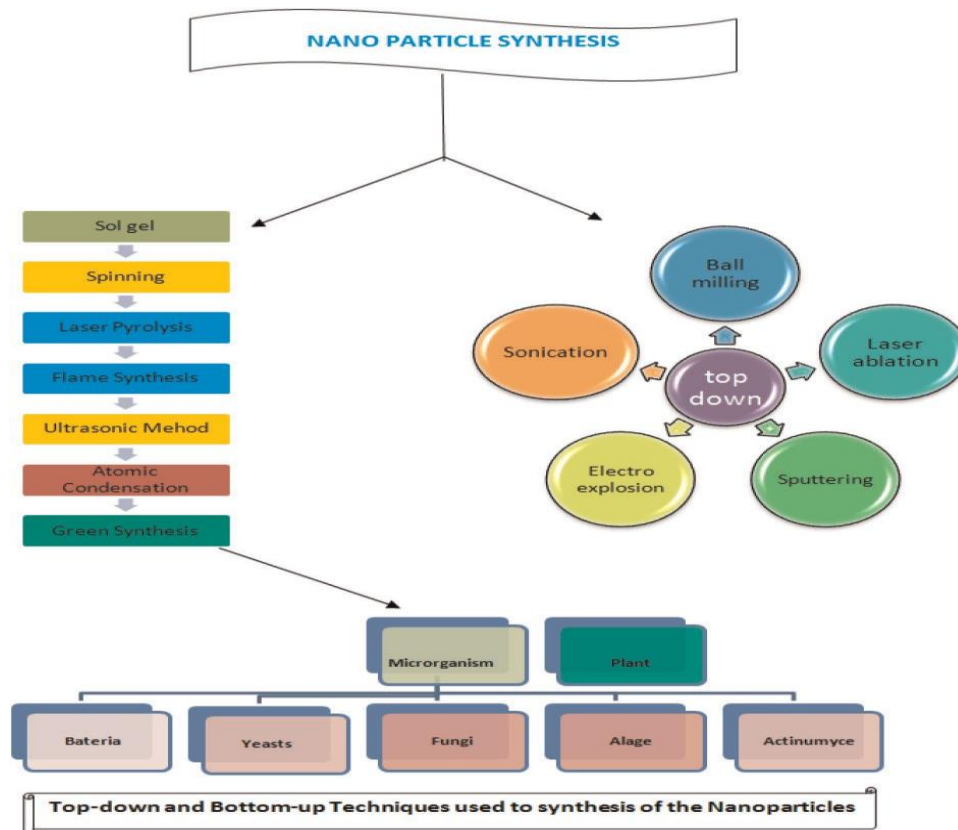 NANO PARTICLE SYNTHESIS
Sol gel
Spinning
Laser Pyrolysis
Flame Synthesis
Ultrasonic Mehod
Atomic
Condensation
Green Synthesis
Ball
milling
Sonication
Laser
ablation
top
down
Electro
explosion
Sputtering
Microrganism
Plant
Bateria
Yeasts
Fungi
Alage
Actinumyce
Top-down and Bottom-up Techniques used to synthesis of the Nanoparticles